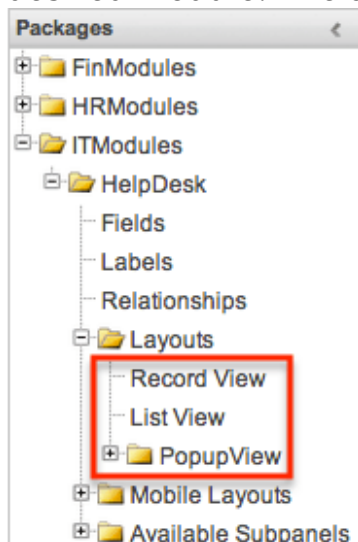 Packages
FinModules
HRModules
ITModules
HelpDesk
Fields
Labels
Relationships
Layouts
Record View
List View
PopupView
Mobile Layouts
Available Subpanels